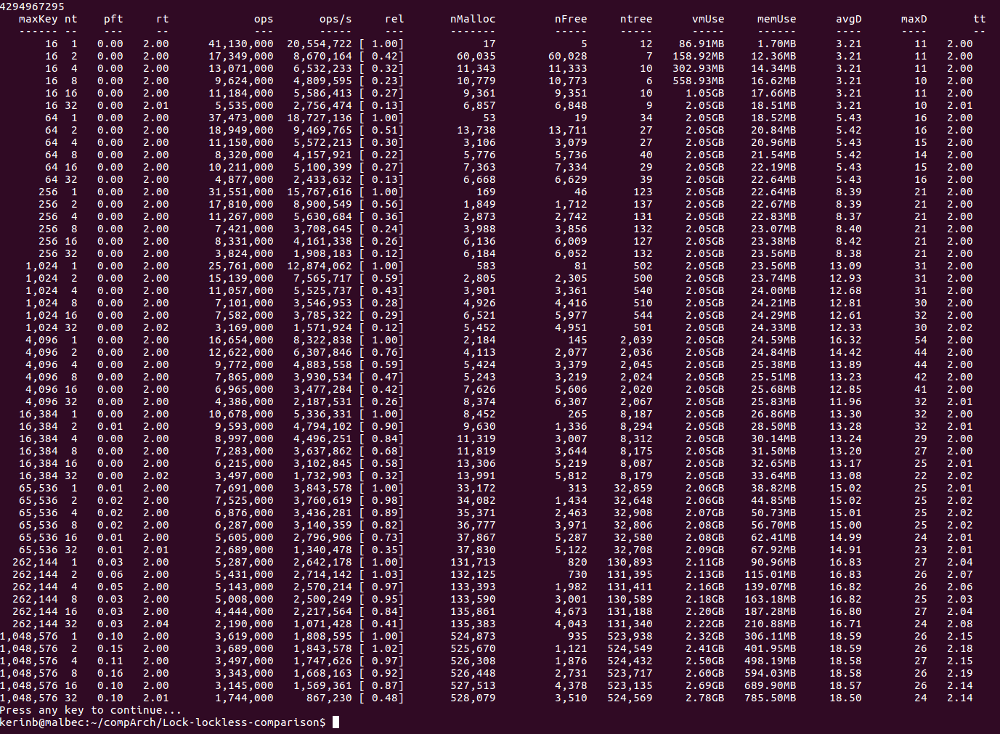 4294967295
maxKey nt pft rt ops ops/s rel nMalloc nFree ntree vmUse memUse avgD maxD tt
------ -- --- -- --- ----- --- ------- ----- ----- ----- ------ ---- ---- --
16 1 0.00 2.00 41,130,000 20,554,722 [ 1.00] 17 5 12 86.91MB 1.70MB 3.21 11 2.00
16 2 0.00 2.00 17,349,000 8,670,164 [ 0.42] 60,035 60,028 7 158.92MB 12.36MB 3.21 11 2.00
16 4 0.00 2.00 13,071,000 6,532,233 [ 0.32] 11,343 11,333 10 302.93MB 14.34MB 3.21 11 2.00
16 8 0.00 2.00 9,624,000 4,809,595 [ 0.23] 10,779 10,773 6 558.93MB 16.62MB 3.21 10 2.00
16 16 0.00 2.00 11,184,000 5,586,413 [ 0.27] 9,361 9,351 10 1.05GB 17.66MB 3.21 11 2.00
16 32 0.00 2.01 5,535,000 2,756,474 [ 0.13] 6,857 6,848 9 2.05GB 18.51MB 3.21 10 2.01
64 1 0.00 2.00 37,473,000 18,727,136 [ 1.00] 53 19 34 2.05GB 18.52MB 5.43 16 2.00
64 2 0.00 2.00 18,949,000 9,469,765 [ 0.51] 13,738 13,711 27 2.05GB 20.84MB 5.42 16 2.00
64 4 0.00 2.00 11,150,000 5,572,213 [ 0.30] 3,106 3,079 27 2.05GB 20.96MB 5.43 15 2.00
64 8 0.00 2.00 8,320,000 4,157,921 [ 0.22] 5,776 5,736 40 2.05GB 21.54MB 5.42 14 2.00
64 16 0.00 2.00 10,211,000 5,100,399 [ 0.27] 7,363 7,334 29 2.05GB 22.19MB 5.43 15 2.00
64 32 0.00 2.00 4,877,000 2,433,632 [ 0.13] 6,668 6,629 39 2.05GB 22.64MB 5.43 16 2.00
256 1 0.00 2.00 31,551,000 15,767,616 [ 1.00] 169 46 123 2.05GB 22.64MB 8.39 21 2.00
256 2 0.00 2.00 17,810,000 8,900,549 [ 0.56] 1,849 1,712 137 2.05GB 22.67MB 8.39 21 2.00
256 4 0.00 2.00 11,267,000 5,630,684 [ 0.36] 2,873 2,742 131 2.05GB 22.83MB 8.37 21 2.00
256 8 0.00 2.00 7,421,000 3,708,645 [ 0.24] 3,988 3,856 132 2.05GB 23.07MB 8.40 21 2.00
256 16 0.00 2.00 8,331,000 4,161,338 [ 0.26] 6,136 6,009 127 2.05GB 23.38MB 8.42 21 2.00
256 32 0.00 2.00 3,824,000 1,908,183 [ 0.12] 6,184 6,052 132 2.05GB 23.56MB 8.38 21 2.00
1,024 1 0.00 2.00 25,761,000 12,874,062 [ 1.00] 583 81 502 2.05GB 23.56MB 13.09 31 2.00
1,024 2 0.00 2.00 15,139,000 7,565,717 [ 0.59] 2,805 2,305 500 2.05GB 23.74MB 12.93 31 2.00
1,024 4 0.00 2.00 11,057,000 5,525,737 [ 0.43] 3,901 3,361 540 2.05GB 24.00MB 12.68 31 2.00
1,024 8 0.00 2.00 7,101,000 3,546,953 [ 0.28] 4,926 4,416 510 2.05GB 24.21MB 12.81 30 2.00
1,024 16 0.00 2.00 7,582,000 3,785,322 [ 0.29] 6,521 5,977 544 2.05GB 24.29MB 12.61 32 2.00
1,024 32 0.00 2.02 3,169,000 1,571,924 [ 0.12] 5,452 4,951 501 2.05GB 24.33MB 12.33 30 2.02
4,096 1 0.00 2.00 16,654,000 8,322,838 [ 1.00] 2,184 145 2,039 2.05GB 24.59MB 16.32 54 2.00
4,096 2 0.00 2.00 12,622,000 6,307,846 [ 0.76] 4,113 2,077 2,036 2.05GB 24.84MB 14.42 44 2.00
4,096 4 0.00 2.00 9,772,000 4,883,558 [ 0.59] 5,424 3,379 2,045 2.05GB 25.38MB 13.89 44 2.00
4,096 8 0.00 2.00 7,865,000 3,930,534 [ 0.47] 5,243 3,219 2,024 2.05GB 25.51MB 13.23 42 2.00
4,096 16 0.00 2.00 6,965,000 3,477,284 [ 0.42] 7,626 5,606 2,020 2.05GB 25.68MB 12.85 41 2.00
4,096 32 0.00 2.00 4,386,000 2,187,531 [ 0.26] 8,374 6,307 2,067 2.05GB 25.83MB 11.96 32 2.01
16,384 1 0.00 2.00 10,678,000 5,336,331 [ 1.00] 8,452 265 8,187 2.05GB 26.86MB 13.30 32 2.00
16,384 2 0.01 2.00 9,593,000 4,794,102 [ 0.90] 9,630 1,336 8,294 2.05GB 28.50MB 13.28 32 2.01
16,384 4 0.00 2.00 8,997,000 4,496,251 [ 0.84] 11,319 3,007 8,312 2.05GB 30.14MB 13.24 29 2.00
16,384 8 0.00 2.00 7,283,000 3,637,862 [ 0.68] 11,819 3,644 8,175 2.05GB 31.50MB 13.20 27 2.00
16,384 16 0.00 2.00 6,215,000 3,102,845 [ 0.58] 13,306 5,219 8,087 2.05GB 32.65MB 13.17 25 2.01
16,384 32 0.00 2.02 3,497,000 1,732,903 [ 0.32] 13,991 5,812 8,179 2.05GB 33.64MB 13.08 22 2.02
65,536 1 0.01 2.00 7,691,000 3,843,578 [ 1.00] 33,172 313 32,859 2.06GB 38.82MB 15.02 25 2.01
65,536 2 0.02 2.00 7,525,000 3,760,619 [ 0.98] 34,082 1,434 32,648 2.06GB 44.85MB 15.02 25 2.02
65,536 4 0.02 2.00 6,876,000 3,436,281 [ 0.89] 35,371 2,463 32,908 2.07GB 50.73MB 15.01 25 2.02
65,536 8 0.02 2.00 6,287,000 3,140,359 [ 0.82] 36,777 3,971 32,806 2.08GB 56.70MB 15.00 25 2.02
65,536 16 0.01 2.00 5,605,000 2,796,906 [ 0.73] 37,867 5,287 32,580 2.08GB 62.41MB 14.99 24 2.01
65,536 32 0.01 2.01 2,689,000 1,340,478 [ 0.35] 37,830 5,122 32,708 2.09GB 67.92MB 14.91 23 2.01
262,144 1 0.03 2.00 5,287,000 2,642,178 [ 1.00] 131,713 820 130,893 2.11GB 90.96MB 16.83 27 2.04
262,144 2 0.06 2.00 5,431,000 2,714,142 [ 1.03] 132,125 730 131,395 2.13GB 115.01MB 16.83 26 2.07
262,144 4 0.05 2.00 5,143,000 2,570,214 [ 0.97] 133,393 1,982 131,411 2.16GB 139.07MB 16.82 26 2.06
262,144 8 0.03 2.00 5,008,000 2,500,249 [ 0.95] 133,590 3,001 130,589 2.18GB 163.18MB 16.82 25 2.03
262,144 16 0.03 2.00 4,444,000 2,217,564 [ 0.84] 135,861 4,673 131,188 2.20GB 187.28MB 16.80 27 2.04
262,144 32 0.03 2.04 2,190,000 1,071,428 [ 0.41] 135,383 4,043 131,340 2.22GB 210.88MB 16.71 24 2.08
1,048,576 1 0.10 2.00 3,619,000 1,808,595 [ 1.00] 524,873 935 523,938 2.32GB 306.11MB 18.59 26 2.15
1,048,576 2 0.15 2.00 3,689,000 1,843,578 [ 1.02] 525,670 1,121 524,549 2.41GB 401.95MB 18.59 26 2.18
1,048,576 4 0.11 2.00 3,497,000 1,747,626 [ 0.97] 526,308 1,876 524,432 2.50GB 498.19MB 18.58 27 2.15
1,048,576 8 0.16 2.00 3,343,000 1,668,163 [ 0.92] 526,448 2,731 523,717 2.60GB 594.03MB 18.58 26 2.19
1,048,576 16 0.10 2.00 3,145,000 1,569,361 [ 0.87] 527,513 4,378 523,135 2.69GB 689.90MB 18.57 26 2.14
1,048,576 32 0.10 2.01 1,744,000 867,230 [ 0.48] 528,079 3,510 524,569 2.78GB 785.50MB 18.50 24 2.14
Press any key to continue...
kerinb@malbec:~/compArch/Lock-lockless-comparison$